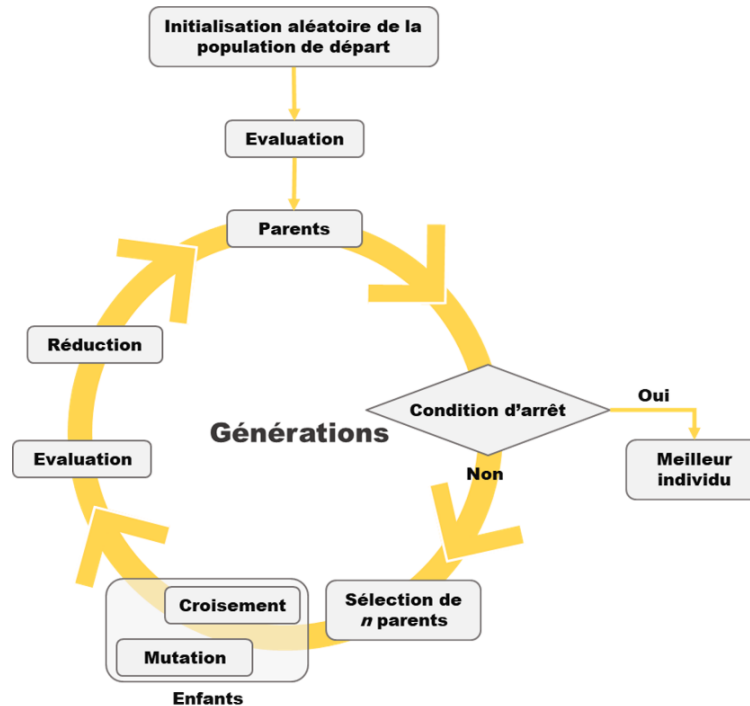 Initialisation aléatoire de la
population de départ
Evaluation
Parents
Réduction
Condition d'arrêt
Oui
Générations
Evaluation
Meilleur
individu
Non
Sélection de
n parents
Croisement
Mutation
Enfants